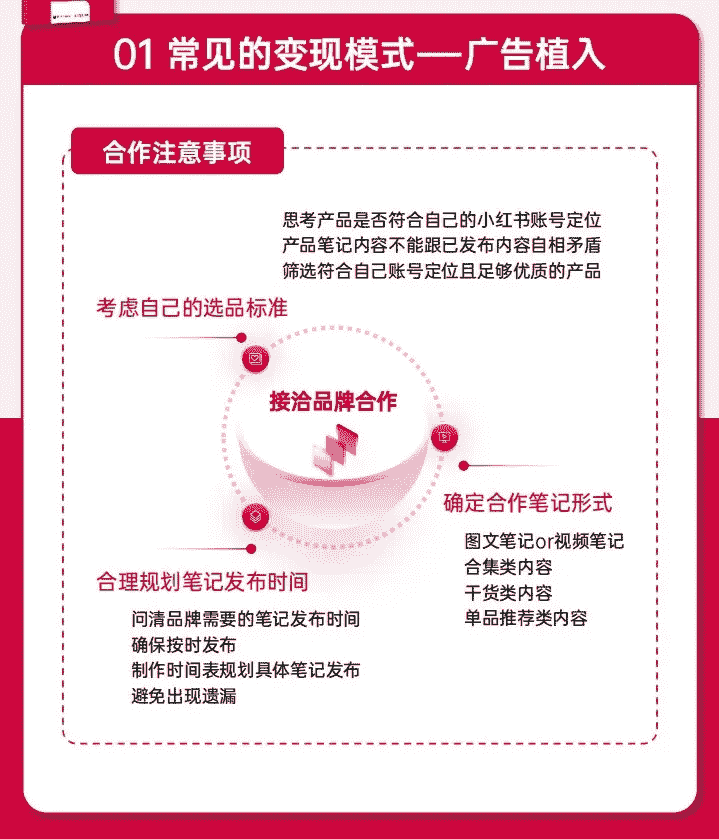 01 常见的变现模式——广告植入
合作注意事项
思考产品是否符合自己的小红书账号定位
产品笔记内容不能跟已发布内容自相矛盾
筛选符合自己账号定位且足够优质的产品
考虑自己的选品标准
接洽品牌合作
确定合作笔记形式
图文笔记or视频笔记
合集类内容
干货类内容
单品推荐类内容
合理规划笔记发布时间
问清品牌需要的笔记发布时间
确保按时发布
制作时间表规划具体笔记发布
避免出现遗漏